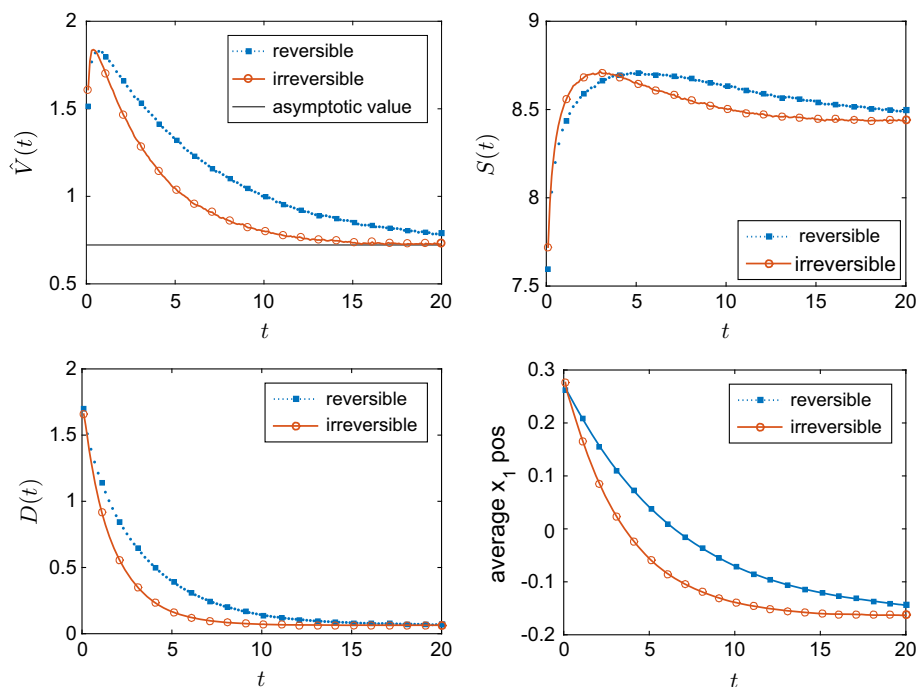 2
1.5
1
0.5
0
5
10
15
20
V̂(t)
t
reversible
irreversible
asymptotic value
9
8.5
8
7.5
0
5
10
15
20
S(t)
t
reversible
irreversible
2
1.5
1
0.5
0
0
5
10
15
20
D(t)
t
reversible
irreversible
0.3
0.2
0.1
0
-0.1
-0.2
0
5
10
15
20
average x_1 pos
t
reversible
irreversible